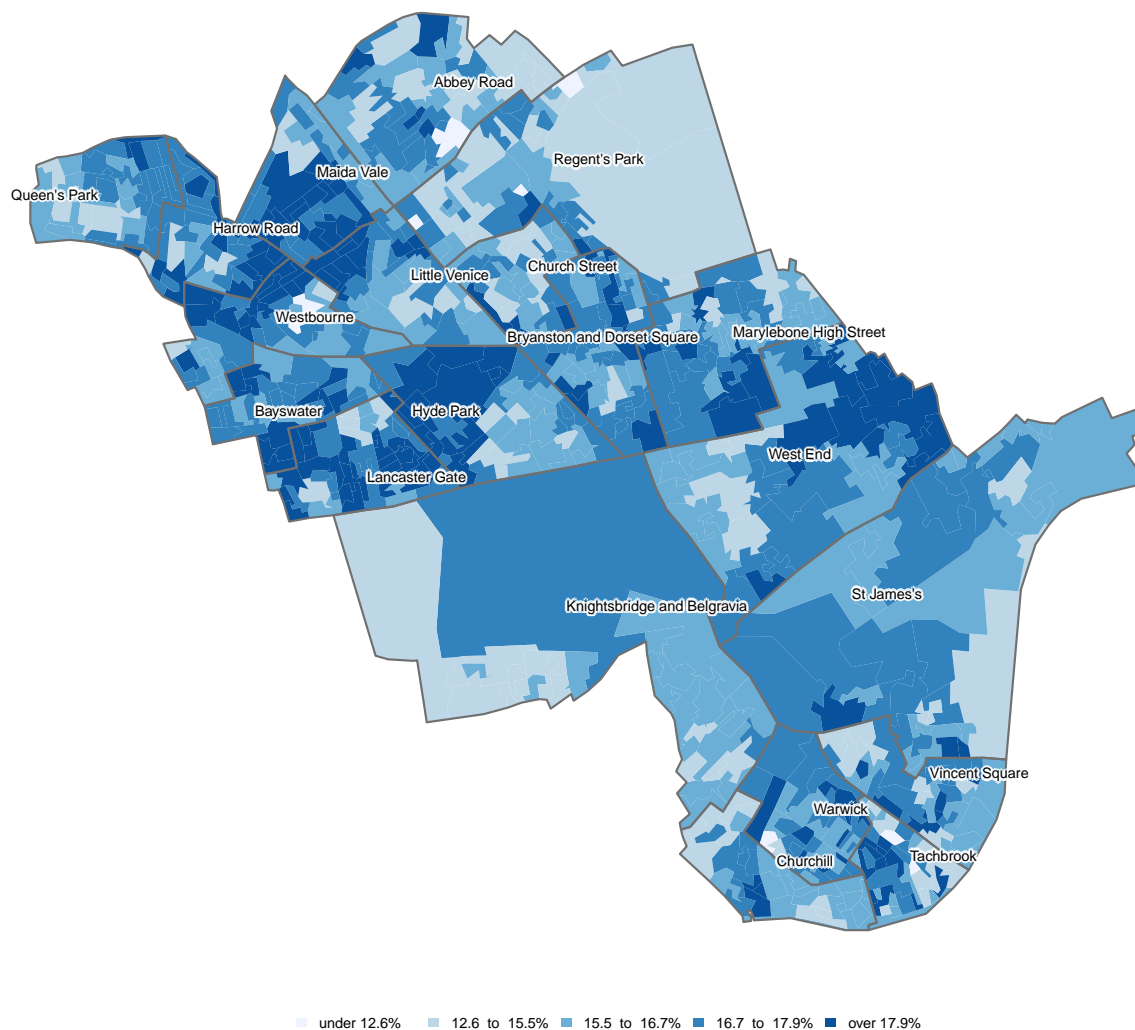 Abbey Road
Regent's Park
Maida Vale
Queen's Park
Harrow Road
Church Street
Little Venice
Westbourne
Marylebone High Street
Bryanston and Dorset Square
Bayswater
Hyde Park
West End
Lancaster Gate
St James's
Knightsbridge and Belgravia
Vincent Square
Warwick
Tachbrook
Churchill
under 12.6% 12.6 to 15.5% 15.5 to 16.7% 16.7 to 17.9% over 17.9%